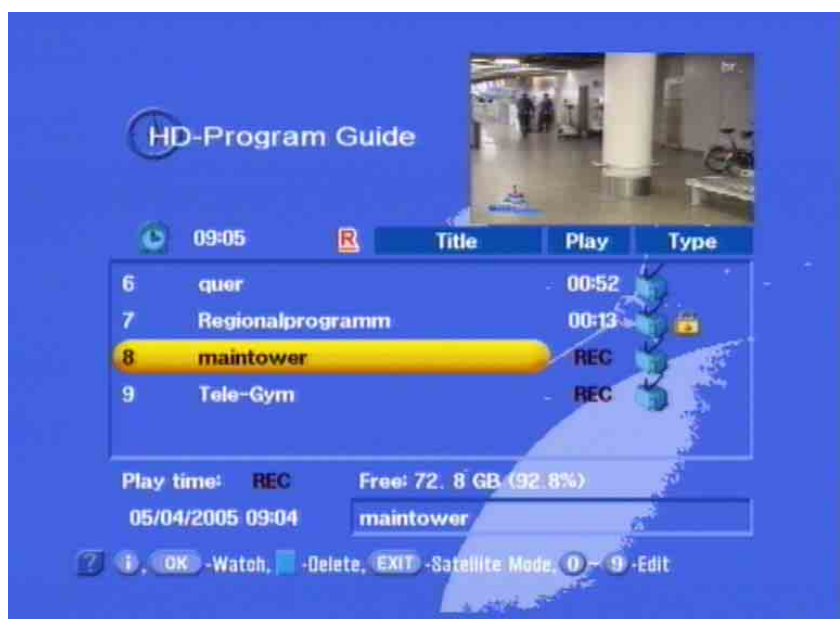 br
HD-Program Guide
09:05 R Title Play Type
6 quer 00:52
7 Regionalprogramm 00:13
8 maintower REC
9 Tele-Gym REC
Play time: REC Free: 72. 8 GB (92.8%)
05/04/2005 09:04 maintower
? i, OK -Watch, -Delete, EXIT -Satellite Mode, 0~9 -Edit